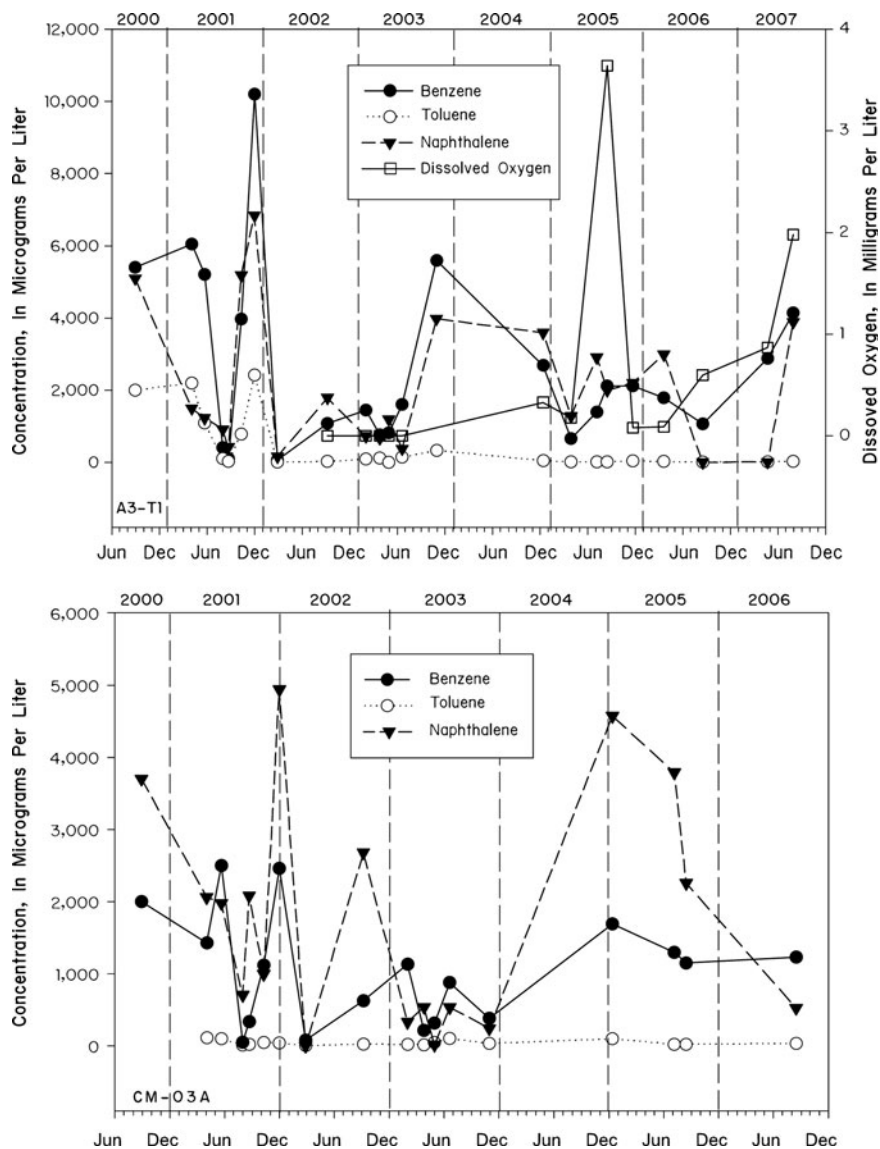 2000 2001 2002 2003 2004 2005 2006 2007
12,000
10,000
8,000
6,000
4,000
2,000
0
Concentration, In Micrograms Per Liter
4
3
2
1
0
Dissoved Oxygen, In Milligrams Per Liter
Benzene
Toluene
Naphthalene
Dissolved Oxygen
A3-T1
Jun Dec Jun Dec Jun Dec Jun Dec Jun Dec Jun Dec Jun Dec Jun Dec
2000 2001 2002 2003 2004 2005 2006
6,000
5,000
4,000
3,000
2,000
1,000
0
Concentration, In Micrograms Per Liter
Benzene
Toluene
Naphthalene
CM-03A
Jun Dec Jun Dec Jun Dec Jun Dec Jun Dec Jun Dec Jun Dec